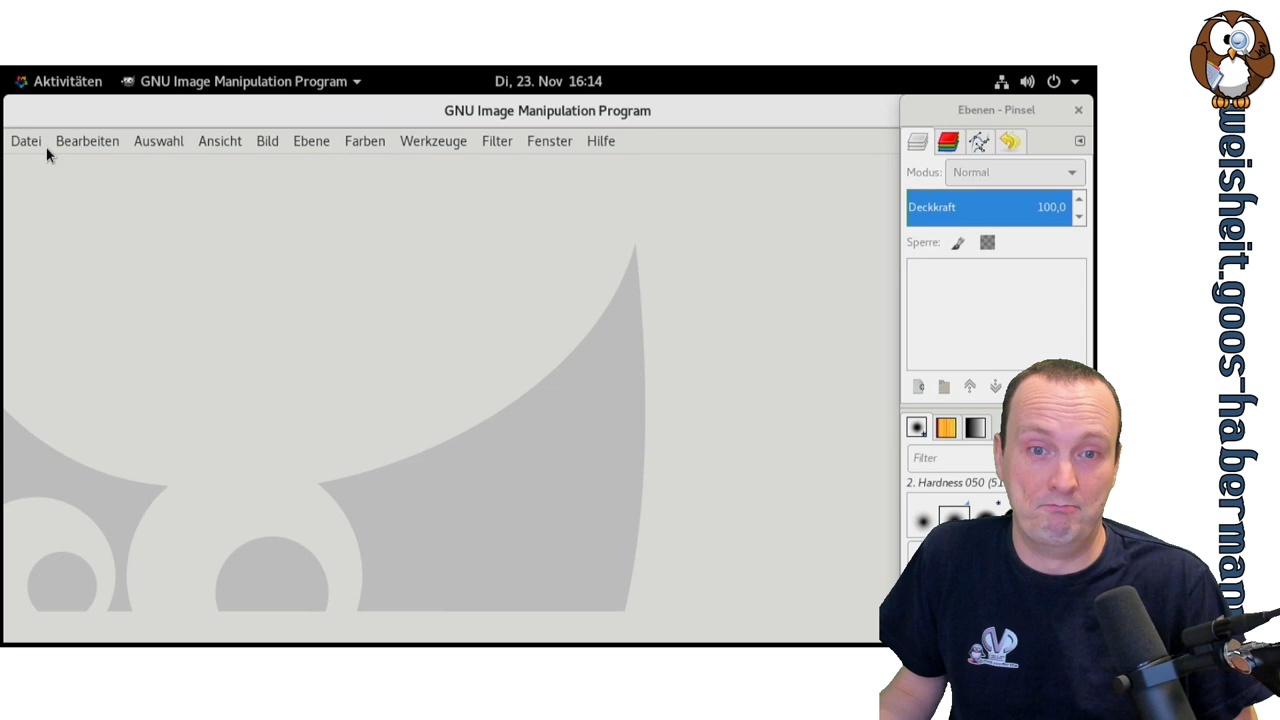 Aktivitäten GNU Image Manipulation Program Di, 23. Nov 16:14
GNU Image Manipulation Program
Datei Bearbeiten Auswahl Ansicht Bild Ebene Farben Werkzeuge Filter Fenster Hilfe
Ebenen - Pinsel
Modus: Normal
Deckkraft 100,0
Sperre:
Filter
2. Hardness 050 (51
weisheit.goos-haberman